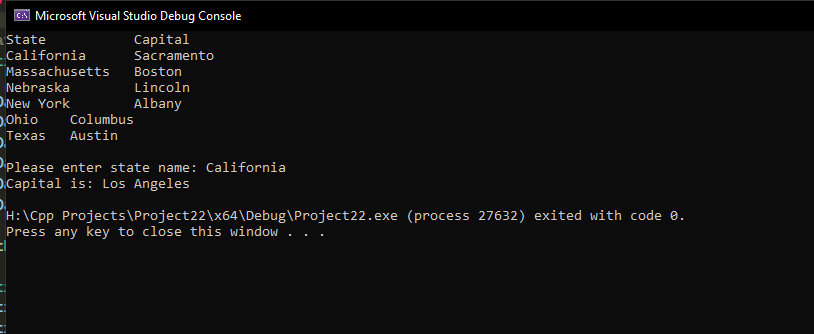 Microsoft Visual Studio Debug Console
State Capital
California Sacramento
Massachusetts Boston
Nebraska Lincoln
New York Albany
Ohio Columbus
Texas Austin
Please enter state name: California
Capital is: Los Angeles
H:\Cpp Projects\Project22\x64\Debug\Project22.exe (process 27632) exited with code 0.
Press any key to close this window . . .